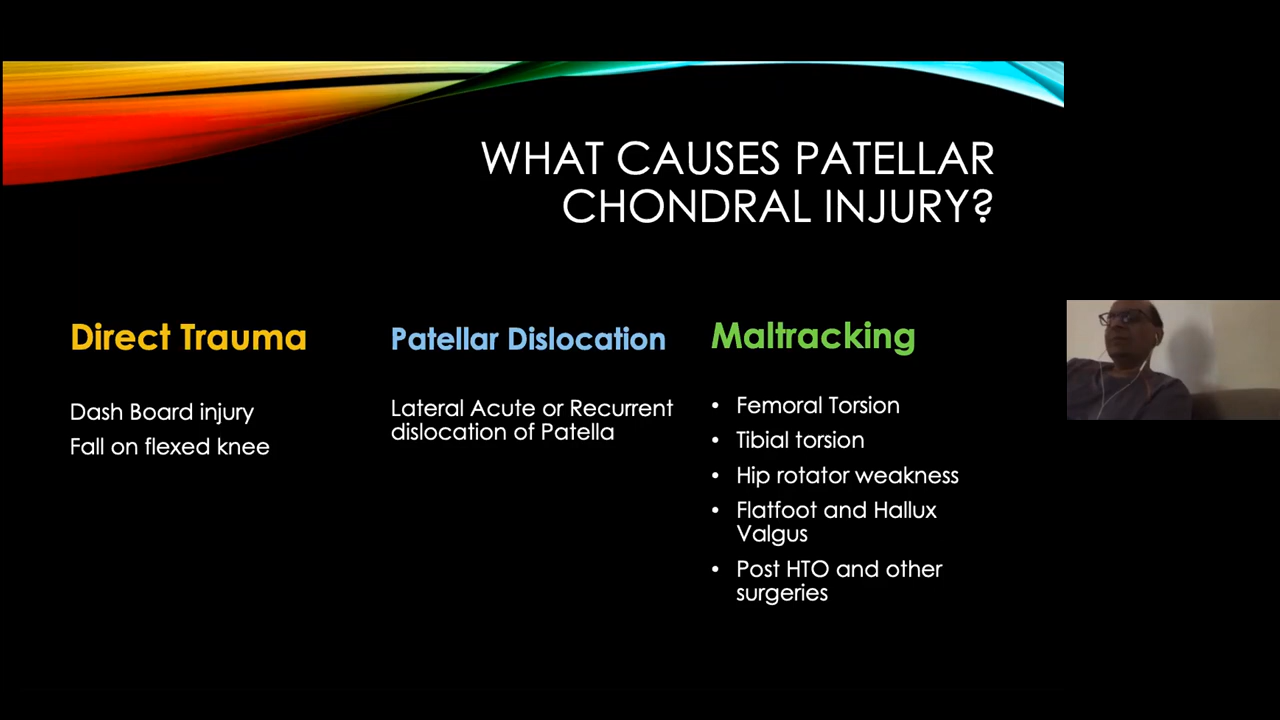 WHAT CAUSES PATELLAR
CHONDRAL INJURY?
Direct Trauma
Dash Board injury
Fall on flexed knee
Patellar Dislocation
Lateral Acute or Recurrent
dislocation of Patella
Maltracking
• Femoral Torsion
• Tibial torsion
• Hip rotator weakness
• Flatfoot and Hallux
Valgus
• Post HTO and other
surgeries